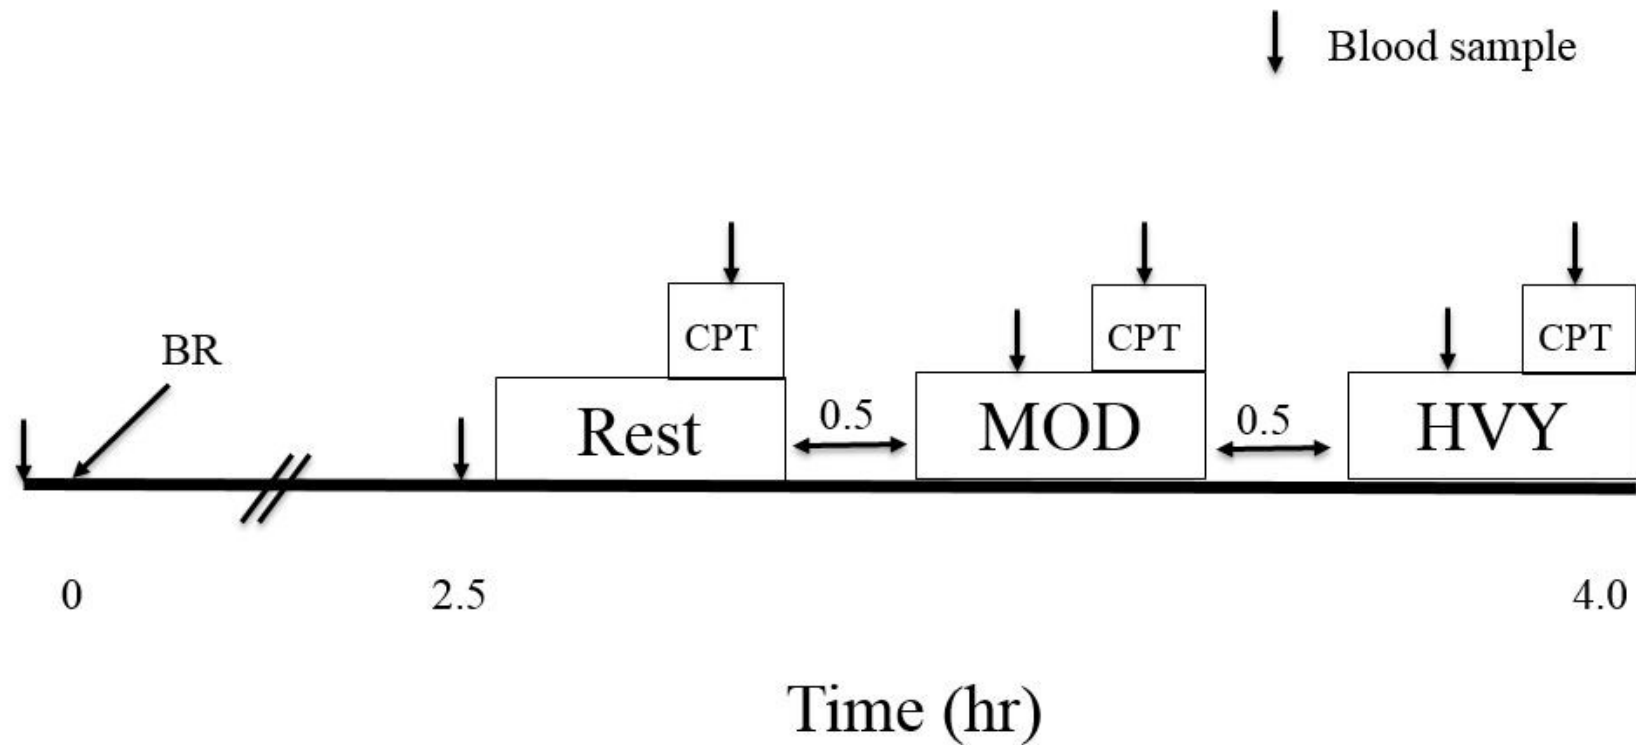 Blood sample
BR
CPT
CPT
CPT
Rest
0.5
MOD
0.5
HVY
0
2.5
4.0
Time (hr)